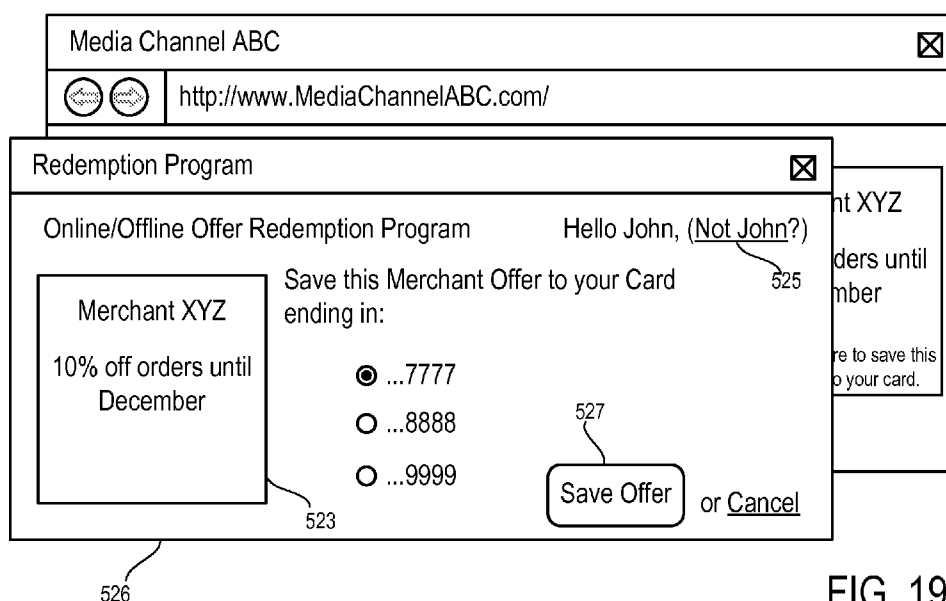 Media Channel ABC
http://www.MediaChannelABC.com/
Redemption Program
Online/Offline Offer Redemption Program
Hello John, (Not John?)
525
Merchant XYZ
10% off orders until
December
523
Save this Merchant Offer to your Card
ending in:
...7777
...8888
...9999
527
Save Offer
or Cancel
526
nt XYZ
ders until
mber
re to save this
o your card.
FIG. 19